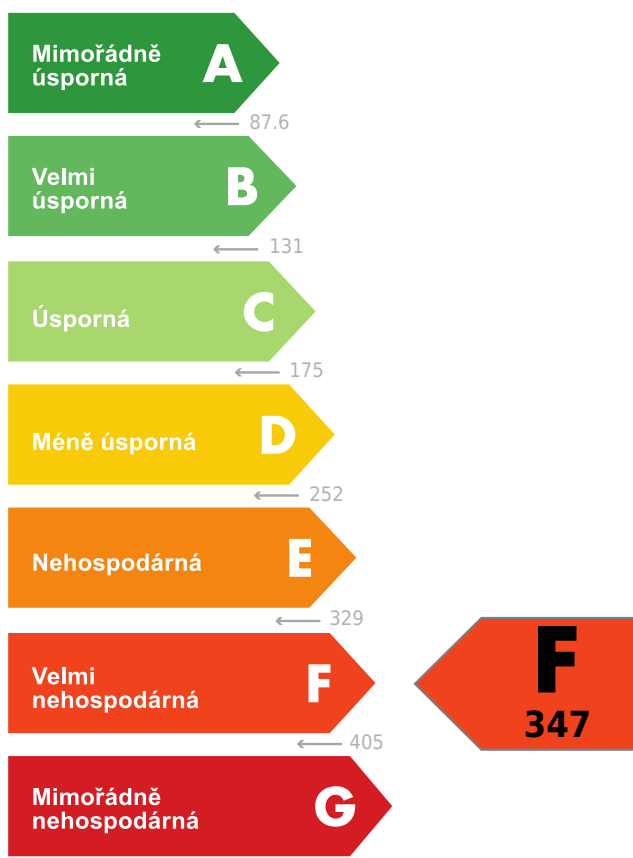 Mimořádně
úsporná
A
87.6
Velmi
úsporná
B
131
Úsporná
C
175
Méně úsporná
D
252
Nehospodárná
E
329
Velmi
nehospodárná
F
F
347
405
Mimořádně
nehospodárná
G